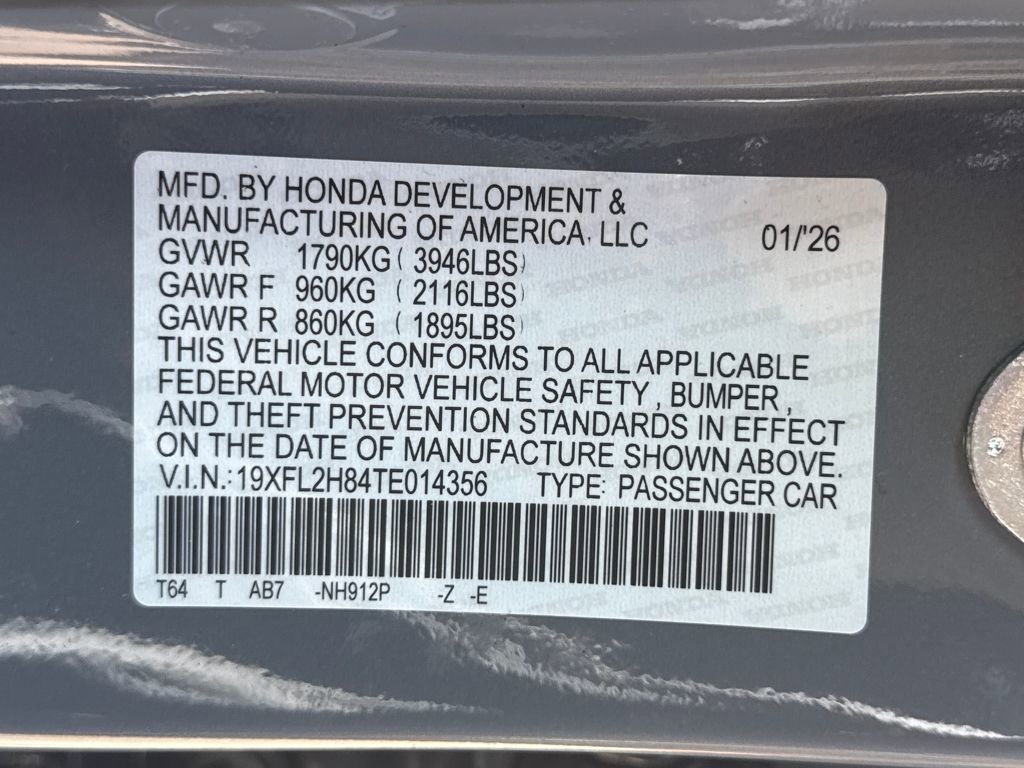 MFD. BY HONDA DEVELOPMENT &
MANUFACTURING OF AMERICA, LLC 01/'26
GVWR 1790KG ( 3946LBS)
GAWR F 960KG ( 2116LBS)
GAWR R 860KG ( 1895LBS)
THIS VEHICLE CONFORMS TO ALL APPLICABLE
FEDERAL MOTOR VEHICLE SAFETY, BUMPER,
AND THEFT PREVENTION STANDARDS IN EFFECT
ON THE DATE OF MANUFACTURE SHOWN ABOVE.
V.I.N.: 19XFL2H84TE014356 TYPE: PASSENGER CAR
T64 T AB7 -NH912P -Z -E